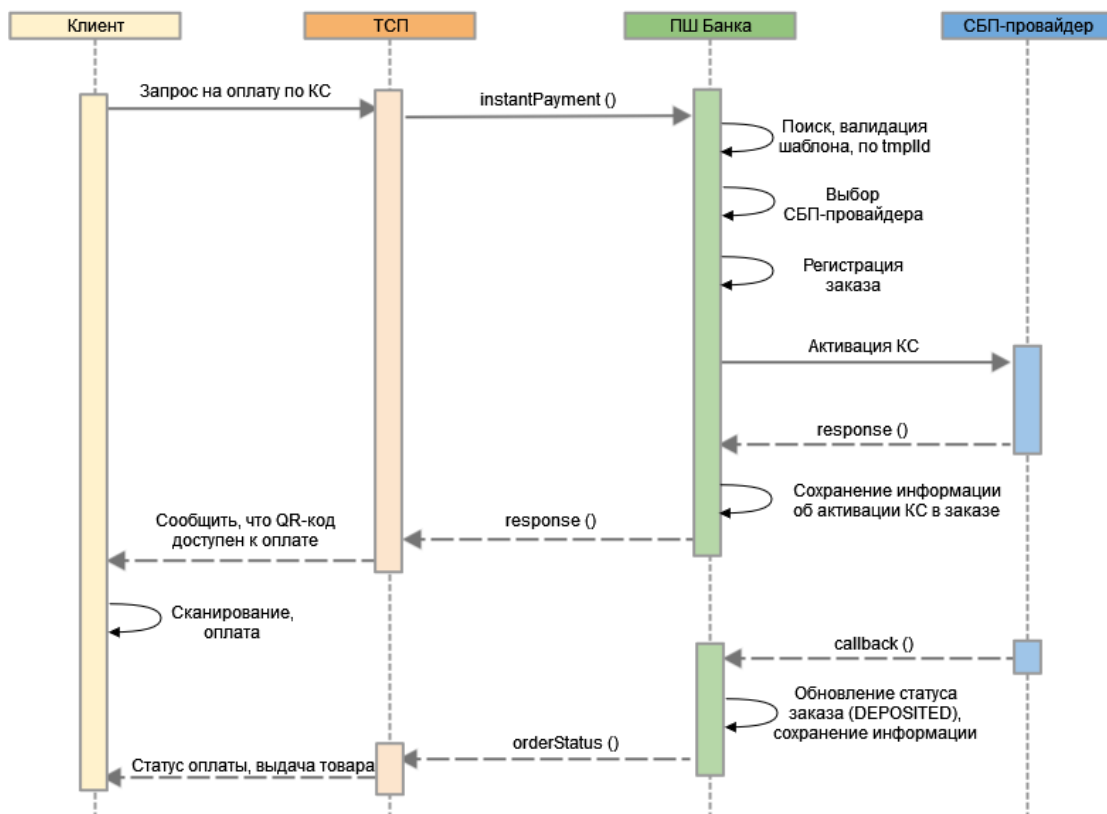 Клиент
ТСП
ПШ Банка
СБП-провайдер
Запрос на оплату по КС
instantPayment ()
Поиск, валидация
шаблона, по tmplId
Выбор
СБП-провайдера
Регистрация
заказа
Активация КС
response ()
Сохранение информации
об активации КС в заказе
response ()
Сообщить, что QR-код
доступен к оплате
Сканирование,
оплата
callback ()
Обновление статуса
заказа (DEPOSITED),
сохранение информации
orderStatus ()
Статус оплаты, выдача товара